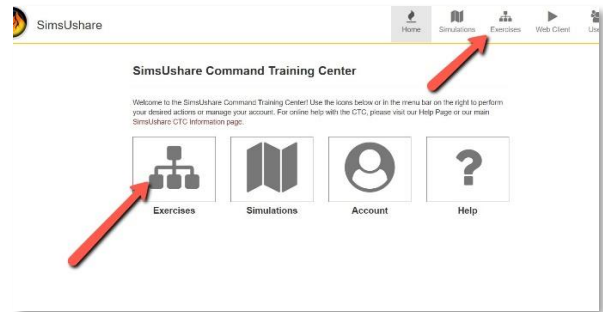 SimsUshare
Home Simulations Exercises Web Client
SimsUshare Command Training Center
Welcome to the SimsUshare Command Training Center! Use the icons below or in the menu bar on the right to perform
your desired actions or manage your account. For online help with the CTC, please visit our Help Page or our main
SimsUshare CTC information page.
Exercises Simulations Account Help